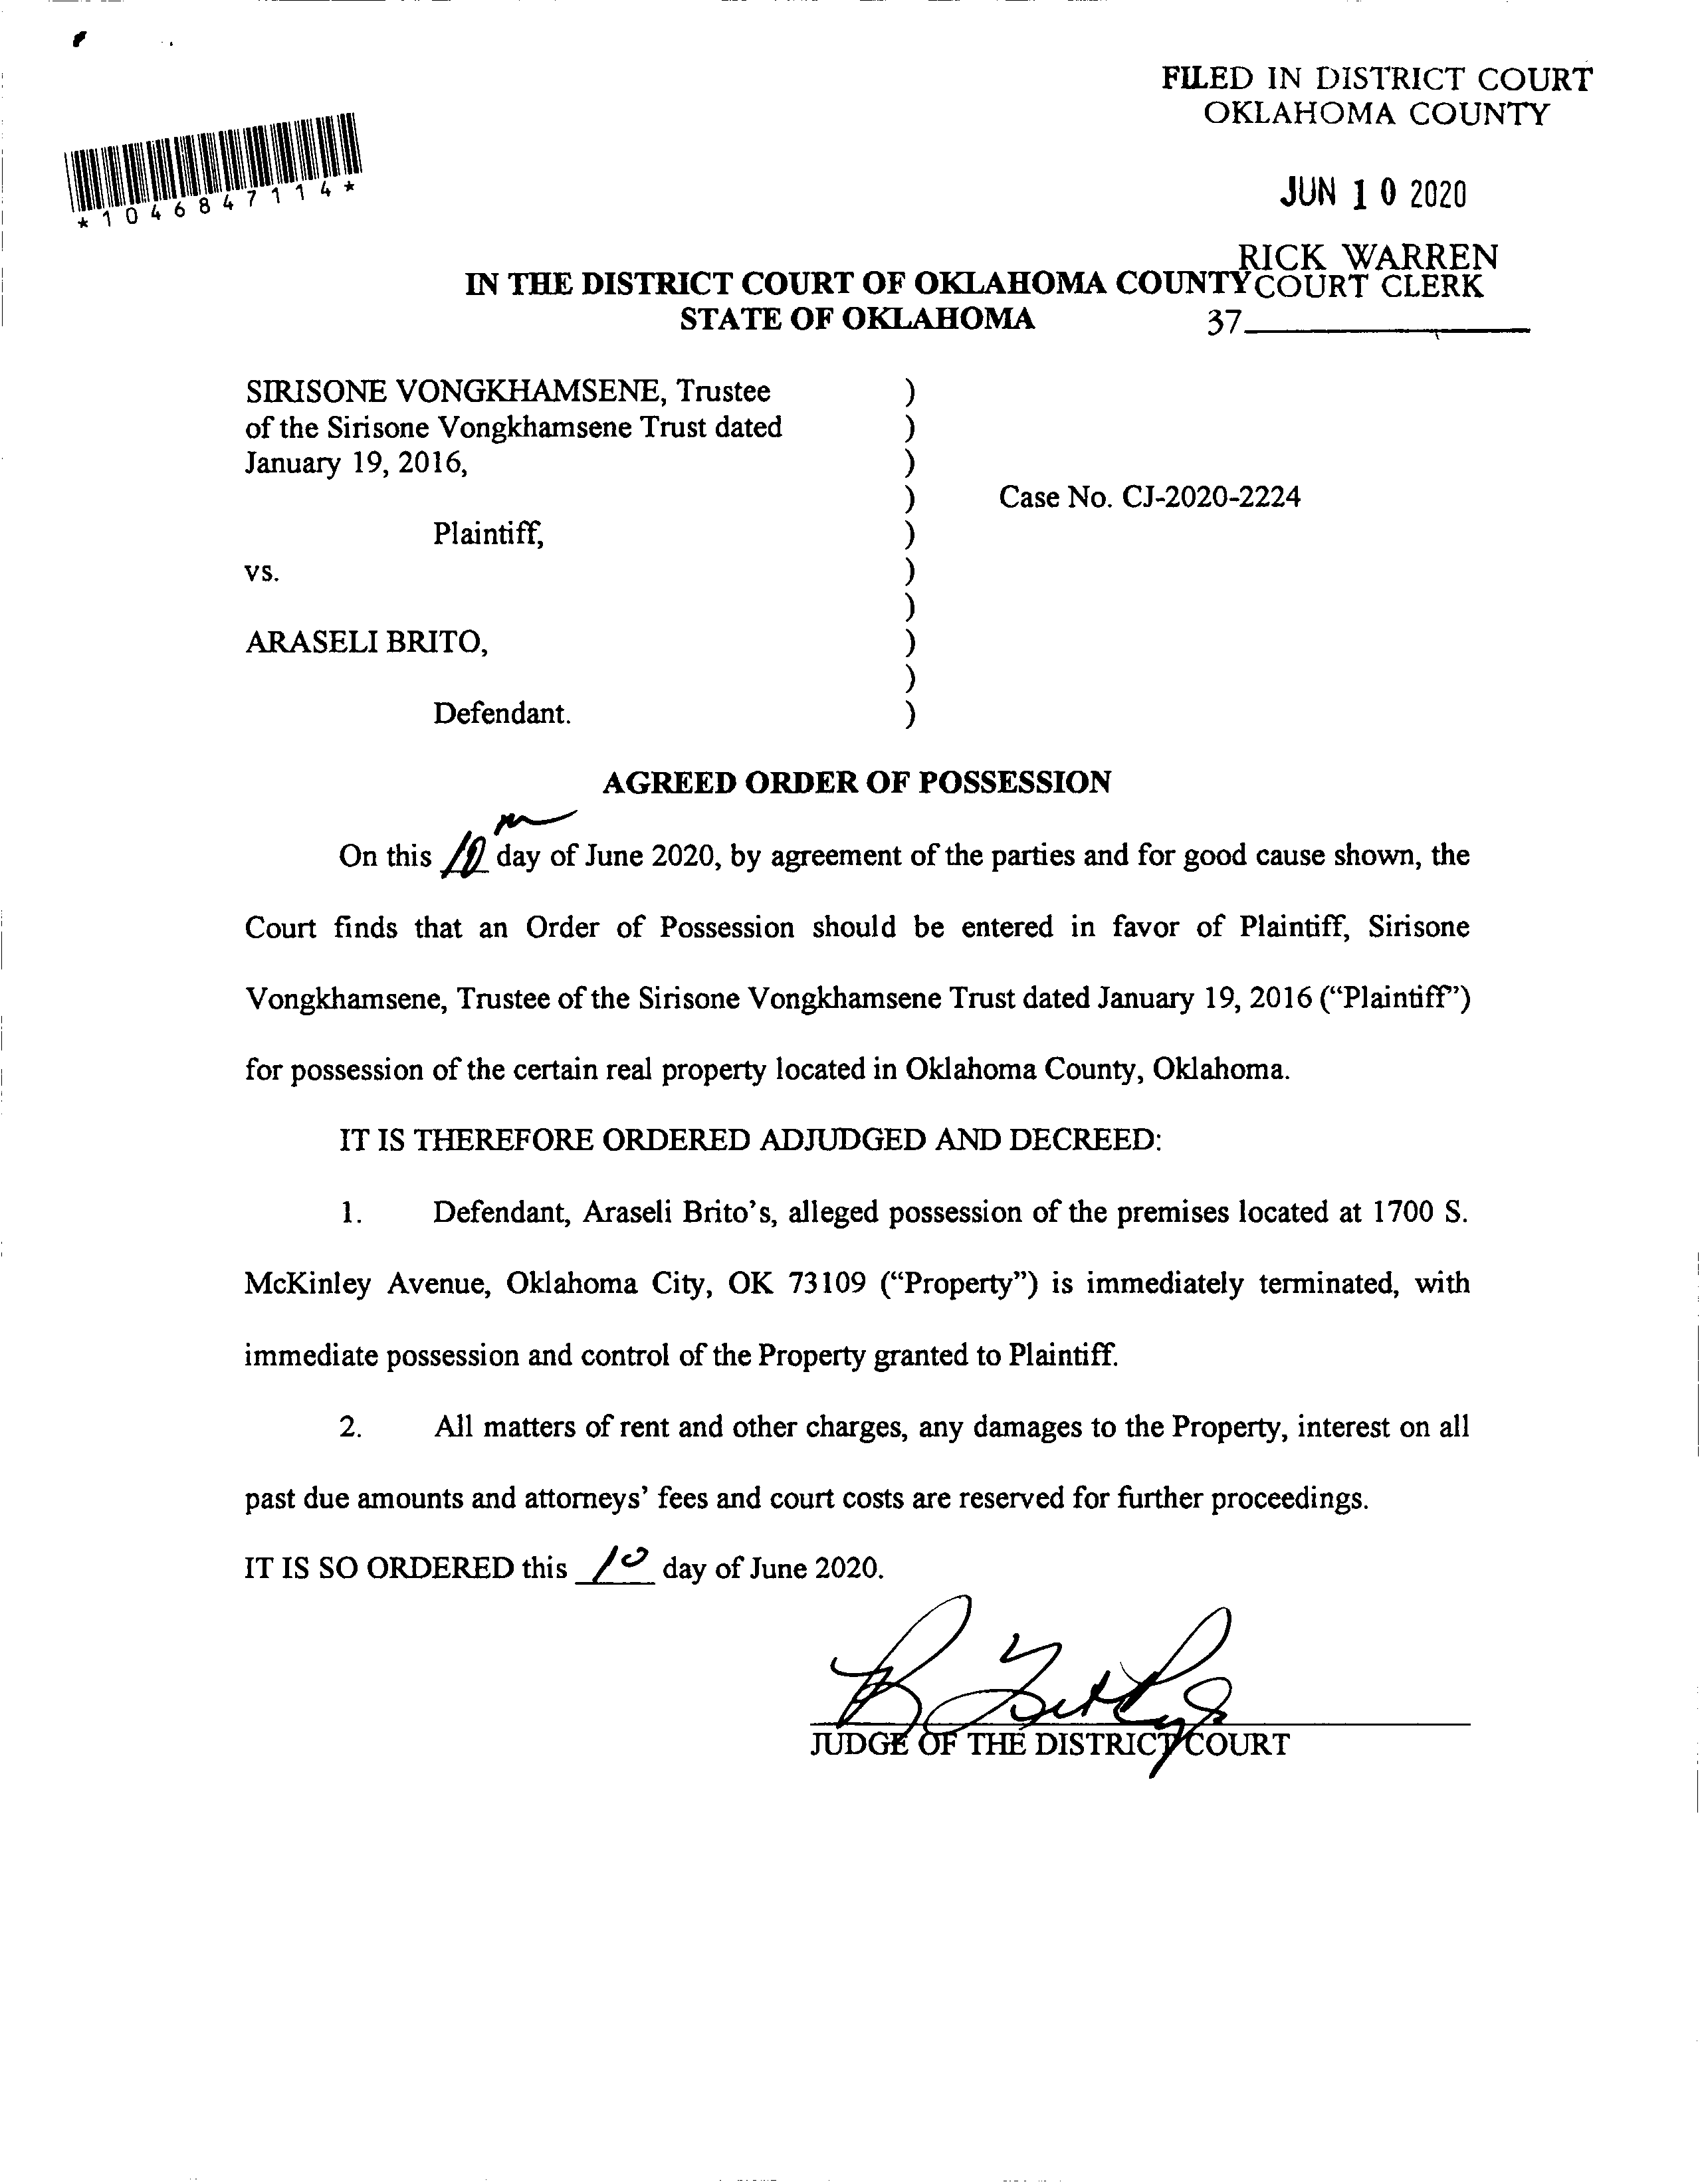 FILED IN DISTRICT COURT
OKLAHOMA COUNTY
*1046847114*
JUN 10 2020
RICK WARREN
IN THE DISTRICT COURT OF OKLAHOMA COUNTY COURT CLERK
STATE OF OKLAHOMA 37
SIRISONE VONGKHAMSENE, Trustee )
of the Sirisone Vongkhamsene Trust dated )
January 19, 2016, )
) Case No. CJ-2020-2224
Plaintiff, )
vs. )
)
ARASELI BRITO, )
)
Defendant. )
AGREED ORDER OF POSSESSION
On this 10 day of June 2020, by agreement of the parties and for good cause shown, the
Court finds that an Order of Possession should be entered in favor of Plaintiff, Sirisone
Vongkhamsene, Trustee of the Sirisone Vongkhamsene Trust dated January 19, 2016 (“Plaintiff”)
for possession of the certain real property located in Oklahoma County, Oklahoma.
IT IS THEREFORE ORDERED ADJUDGED AND DECREED:
1. Defendant, Araseli Brito’s, alleged possession of the premises located at 1700 S.
McKinley Avenue, Oklahoma City, OK 73109 (“Property”) is immediately terminated, with
immediate possession and control of the Property granted to Plaintiff.
2. All matters of rent and other charges, any damages to the Property, interest on all
past due amounts and attorneys’ fees and court costs are reserved for further proceedings.
IT IS SO ORDERED this 10 day of June 2020.
JUDGE OF THE DISTRICT COURT